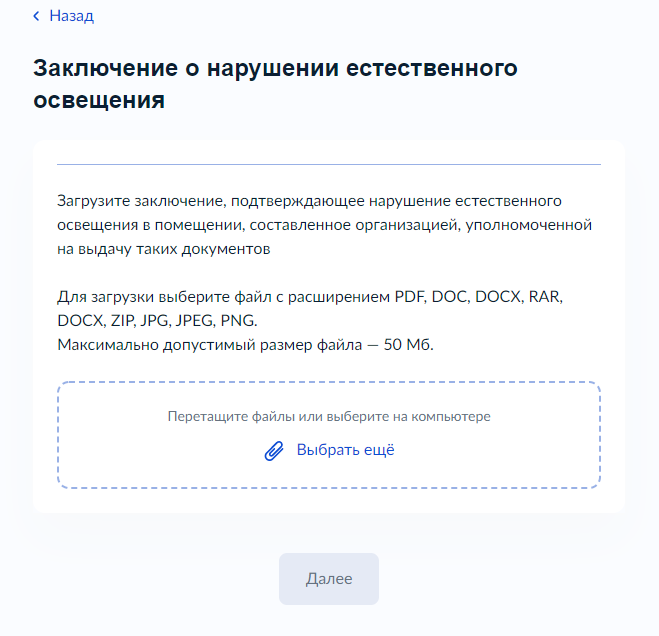 Назад
Заключение о нарушении естественного
освещения
Загрузите заключение, подтверждающее нарушение естественного
освещения в помещении, составленное организацией, уполномоченной
на выдачу таких документов
Для загрузки выберите файл с расширением PDF, DOC, DOCX, RAR,
DOCX, ZIP, JPG, JPEG, PNG.
Максимально допустимый размер файла — 50 Мб.
Перетащите файлы или выберите на компьютере
Выбрать ещё
Далее